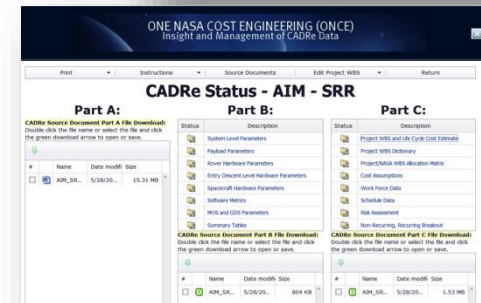 ONE NASA COST ENGINEERING (ONCE)
Insight and Management of CADRe Data
Print Instructions Source Documents Edit Project WBS Return
CADRe Status - AIM - SRR
Part A:
CADRe Source Document Part A File Download:
Double click the file name or select the file and click
the green download arrow to open or save.
# Name Date modifi Size
AIM_SR... 5/28/20... 15.31 MB
Part B:
Status Description
System Level Parameters
Payload Parameters
Rover Hardware Parameters
Entry Descent Level Hardware Parameters
Spacecraft Hardware Parameters
Software Metrics
MOS and GDS Parameters
Summary Tables
CADRe Source Document Part B File Download:
Double click the file name or select the file and click
the green download arrow to open or save.
# Name Date modifi Size
AIM_SR... 5/28/20... 804 KB
Part C:
Status Description
Project WBS and Life Cycle Cost Estimate
Project WBS Dictionary
Project/NASA WBS Allocation Matrix
Cost Assumptions
Work Force Data
Schedule Data
Risk Assessment
Non-Recurring, Recurring Breakout
CADRe Source Document Part C File Download:
Double click the file name or select the file and click
the green download arrow to open or save.
# Name Date modifi Size
AIM_SR... 5/28/20... 1.53 MB